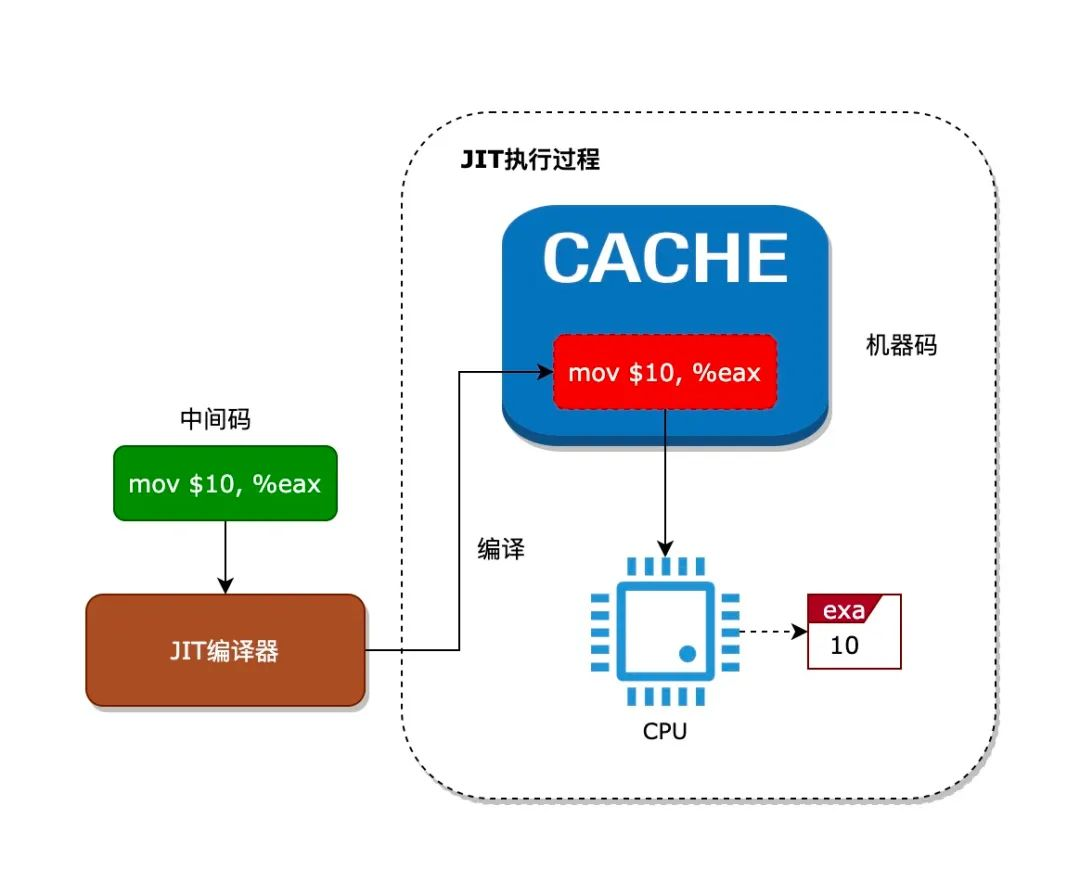 JIT执行过程
CACHE
机器码
mov $10, %eax
中间码
mov $10, %eax
编译
exa
10
JIT编译器
CPU